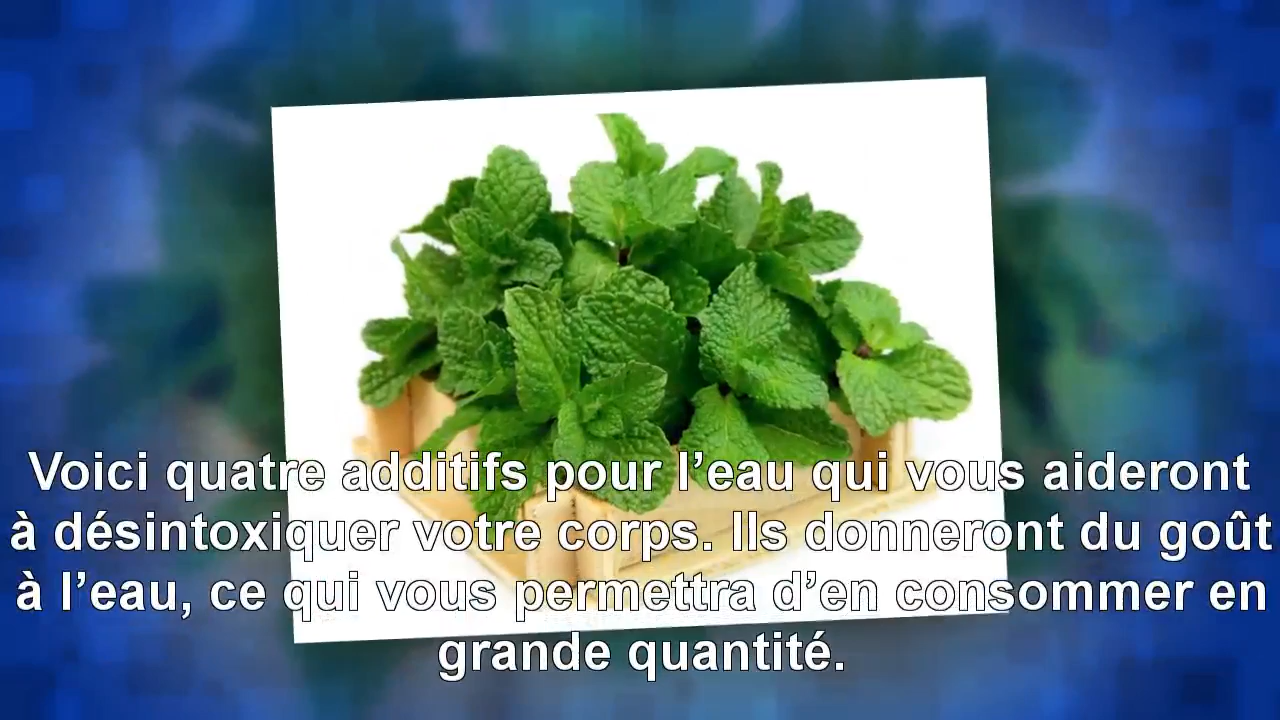 Voici quatre additifs pour l’eau qui vous aideront
à désintoxiquer votre corps. Ils donneront du goût
à l’eau, ce qui vous permettra d’en consommer en
grande quantité.